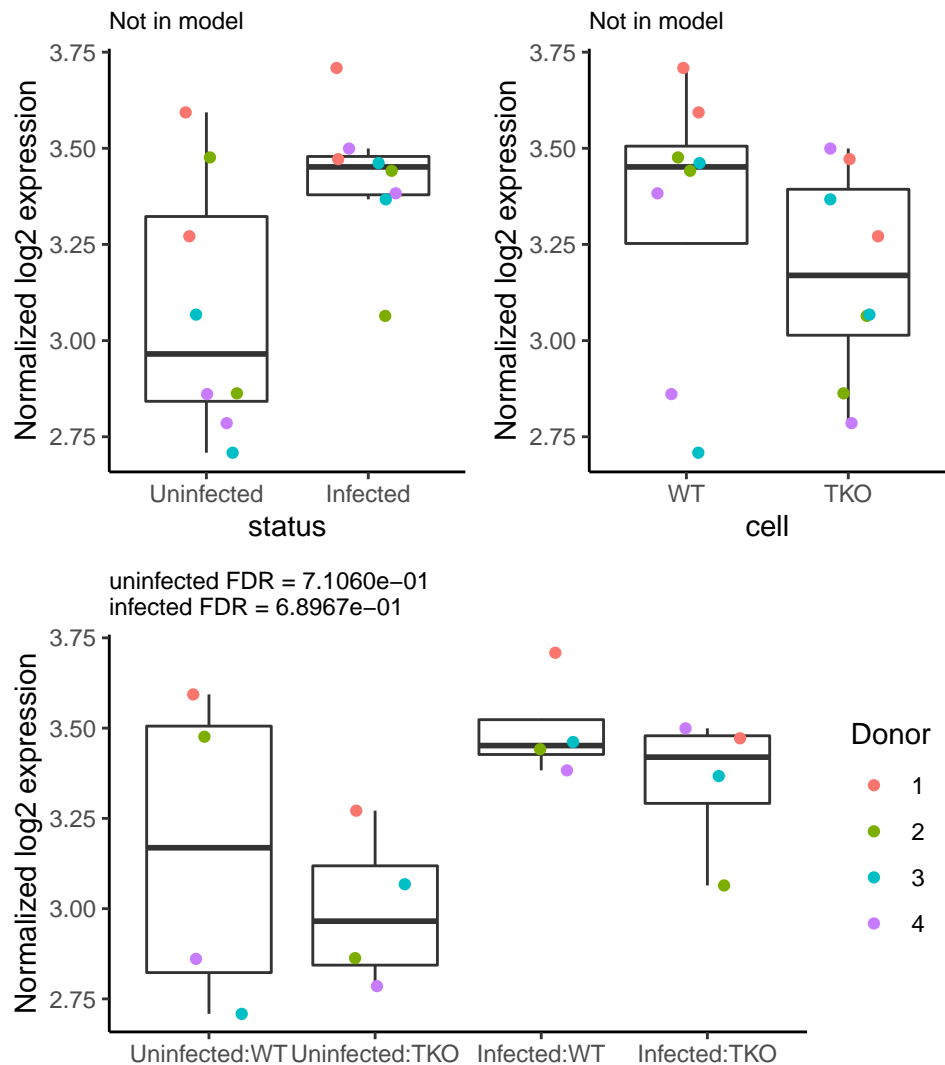 Not in model
Normalized log2 expression
3.75
3.50
3.25
3.00
2.75
Uninfected Infected
status
Not in model
Normalized log2 expression
3.75
3.50
3.25
3.00
2.75
WT TKO
cell
uninfected FDR = 7.1060e−01
infected FDR = 6.8967e−01
Normalized log2 expression
3.75
3.50
3.25
3.00
2.75
Uninfected:WT Uninfected:TKO Infected:WT Infected:TKO
Donor
1
2
3
4